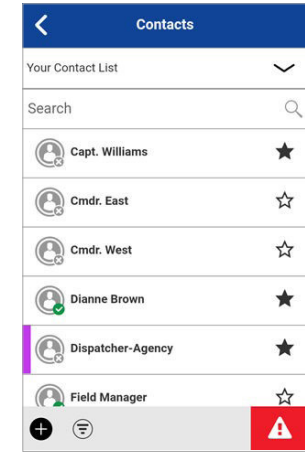 Contacts
Your Contact List
Search
Capt. Williams
Cmdr. East
Cmdr. West
Dianne Brown
Dispatcher-Agency
Field Manager